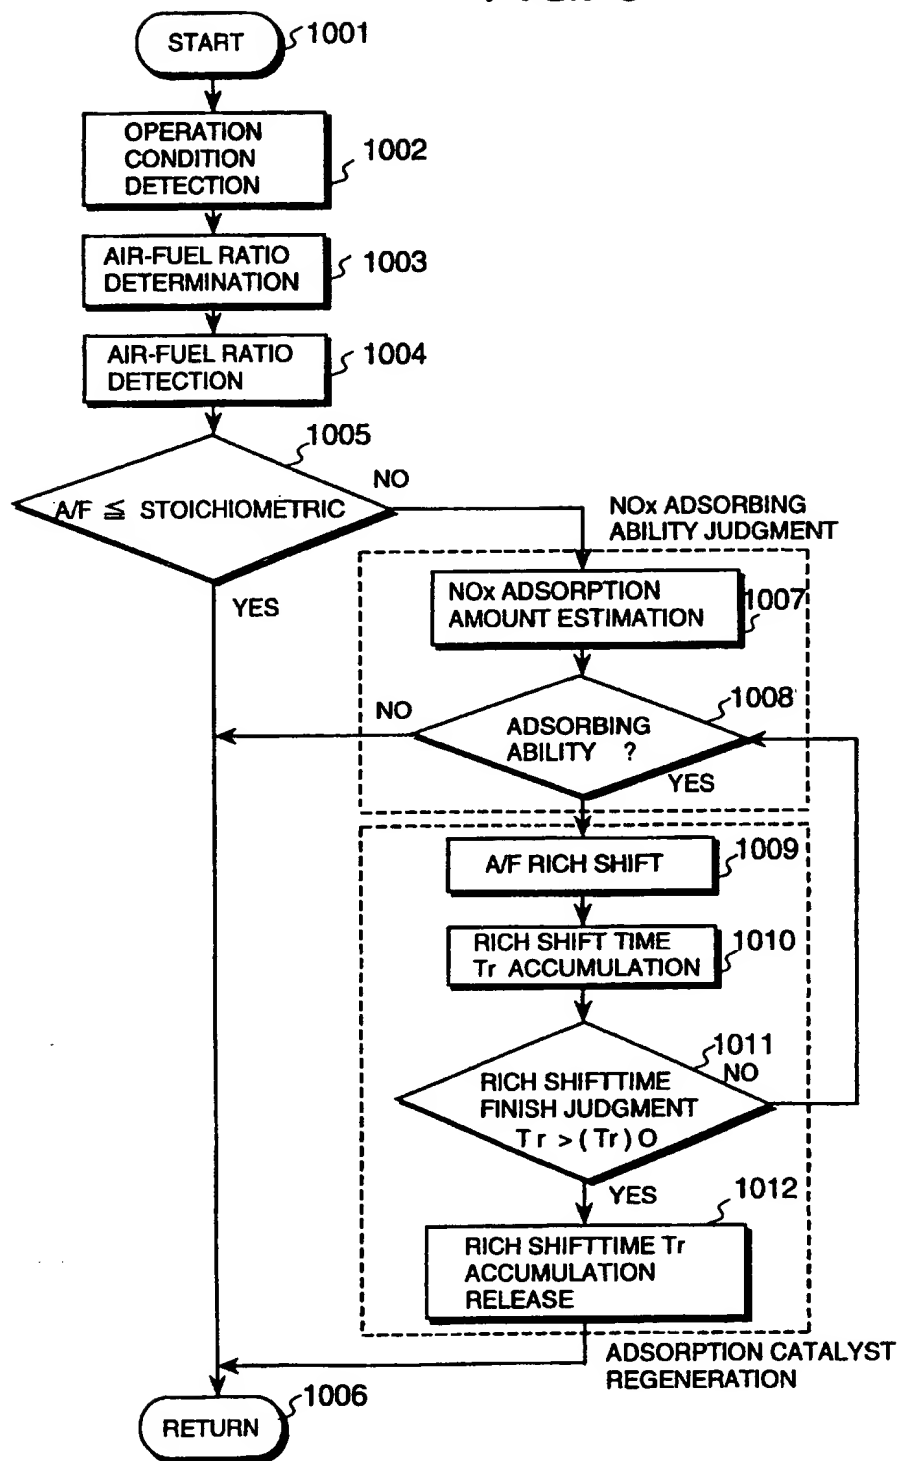 START
1001
OPERATION
CONDITION
DETECTION
1002
AIR-FUEL RATIO
DETERMINATION
1003
AIR-FUEL RATIO
DETECTION
1004
1005
A/F ≦ STOICHIOMETRIC
NO
YES
NOx ADSORBING
ABILITY JUDGMENT
NOx ADSORPTION
AMOUNT ESTIMATION
1007
1008
NO
ADSORBING
ABILITY ?
YES
A/F RICH SHIFT
1009
RICH SHIFT TIME
Tr ACCUMULATION
1010
1011
NO
RICH SHIFTTIME
FINISH JUDGMENT
Tr > (Tr) O
YES
1012
RICH SHIFTTIME Tr
ACCUMULATION
RELEASE
ADSORPTION CATALYST
REGENERATION
1006
RETURN